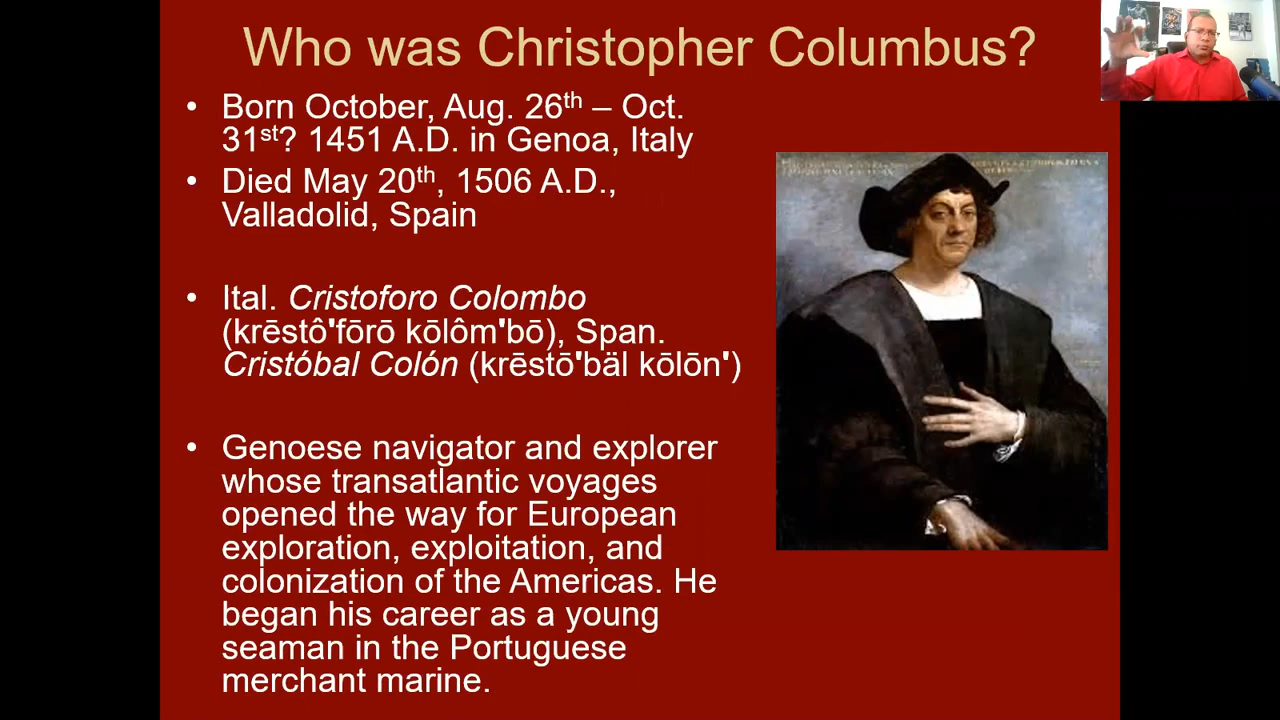 Who was Christopher Columbus?
• Born October, Aug. 26th – Oct.
31st? 1451 A.D. in Genoa, Italy
• Died May 20th, 1506 A.D.,
Valladolid, Spain
• Ital. Cristoforo Colombo
(krēstô'fōrō kōlôm'bō), Span.
Cristóbal Colón (krēstō'bäl kōlōn')
• Genoese navigator and explorer
whose transatlantic voyages
opened the way for European
exploration, exploitation, and
colonization of the Americas. He
began his career as a young
seaman in the Portuguese
merchant marine.